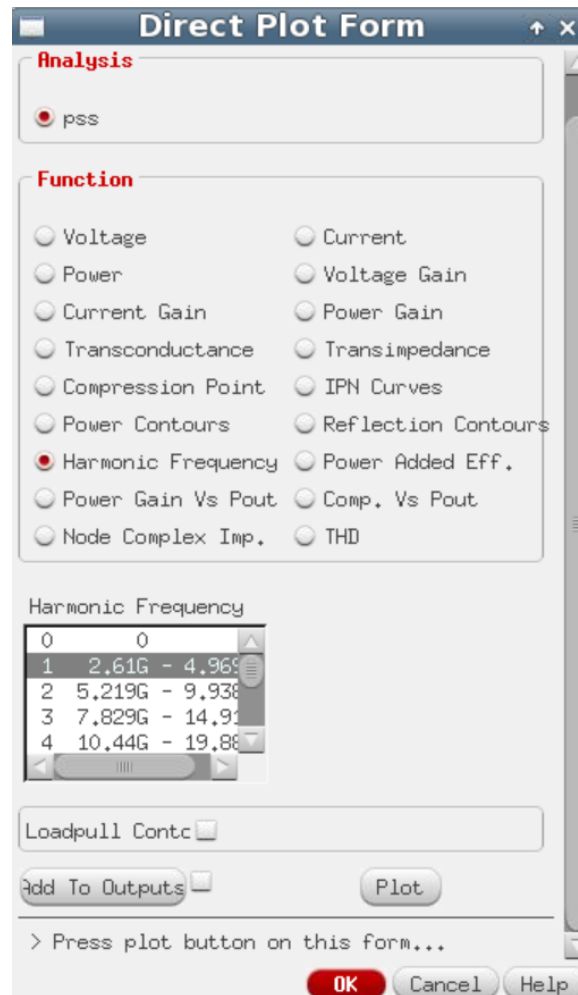 Direct Plot Form
Analysis
pss
Function
Voltage Current
Power Voltage Gain
Current Gain Power Gain
Transconductance Transimpedance
Compression Point IPN Curves
Power Contours Reflection Contours
Harmonic Frequency Power Added Eff.
Power Gain Vs Pout Comp. Vs Pout
Node Complex Imp. THD
Harmonic Frequency
0 0
1 2.61G - 4.969
2 5.219G - 9.938
3 7.829G - 14.91
4 10.44G - 19.88
Loadpull Contc
Add To Outputs Plot
> Press plot button on this form...
OK Cancel Help